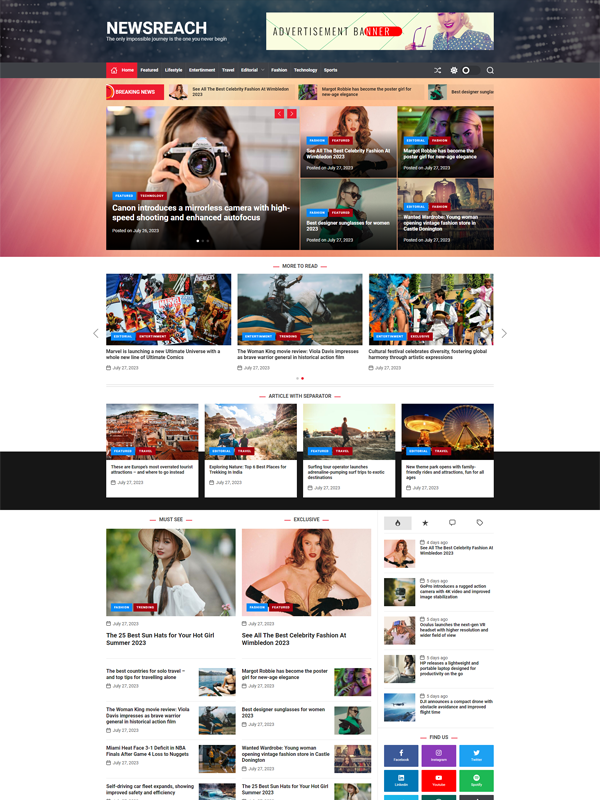 NEWSREACH
The only impossible journey is the one you never begin
ADVERTISEMENT BANNER
Home Featured Lifestyle Entertinment Travel Editorial Fashion Technology Sports
BREAKING NEWS
See All The Best Celebrity Fashion At Wimbledon
2023
Margot Robbie has become the poster girl for
new-age elegance
Best designer sungla
FEATURED TECHNOLOGY
Canon introduces a mirrorless camera with high-
speed shooting and enhanced autofocus
Posted on July 26, 2023
FASHION FEATURED
See All The Best Celebrity Fashion At
Wimbledon 2023
Posted on July 27, 2023
EDITORIAL FASHION
Margot Robbie has become the
poster girl for new-age elegance
Posted on July 27, 2023
FASHION FEATURED
Best designer sunglasses for women
2023
Posted on July 27, 2023
EDITORIAL FASHION
Wanted Wardrobe: Young woman
opening vintage fashion store in
Castle Donington
Posted on July 27, 2023
MORE TO READ
EDITORIAL ENTERTINMENT
Marvel is launching a new Ultimate Universe with a
whole new line of Ultimate Comics
July 27, 2023
ENTERTINMENT TRENDING
The Woman King movie review: Viola Davis impresses
as brave warrior general in historical action film
July 27, 2023
ENTERTINMENT EXCLUSIVE
Cultural festival celebrates diversity, fostering global
harmony through artistic expressions
July 27, 2023
ARTICLE WITH SEPARATOR
FEATURED TRAVEL
These are Europe's most overrated tourist
attractions – and where to go instead
July 27, 2023
EDITORIAL TRAVEL
Exploring Nature: Top 6 Best Places for
Trekking In India
July 27, 2023
FEATURED TRAVEL
Surfing tour operator launches
adrenaline-pumping surf trips to exotic
destinations
July 27, 2023
EDITORIAL TRAVEL
New theme park opens with family-
friendly rides and attractions, fun for all
ages
July 27, 2023
MUST SEE
FASHION TRENDING
July 27, 2023
The 25 Best Sun Hats for Your Hot Girl
Summer 2023
The best countries for solo travel –
and top tips for travelling alone
July 27, 2023
The Woman King movie review: Viola
Davis impresses as brave warrior
general in historical action film
July 27, 2023
Miami Heat Face 3-1 Deficit in NBA
Finals After Game 4 Loss to Nuggets
July 27, 2023
Self-driving car fleet expands, showing
improved safety and efficiency
July 27, 2023
EXCLUSIVE
FASHION FEATURED
July 27, 2023
See All The Best Celebrity Fashion At
Wimbledon 2023
Margot Robbie has become the poster
girl for new-age elegance
July 27, 2023
Best designer sunglasses for women
2023
July 27, 2023
Wanted Wardrobe: Young woman
opening vintage fashion store in Castle
Donington
July 27, 2023
The 25 Best Sun Hats for Your Hot Girl
Summer 2023
July 27, 2023
4 days ago
See All The Best Celebrity Fashion At
Wimbledon 2023
5 days ago
GoPro introduces a rugged action
camera with 4K video and improved
image stabilization
5 days ago
Oculus launches the next-gen VR
headset with higher resolution and
wider field of view
5 days ago
HP releases a lightweight and
portable laptop designed for
productivity on the go
5 days ago
DJI announces a compact drone with
obstacle avoidance and improved
flight time
FIND US
Facebook Instagram Twitter
Linkedin Youtube Spotify